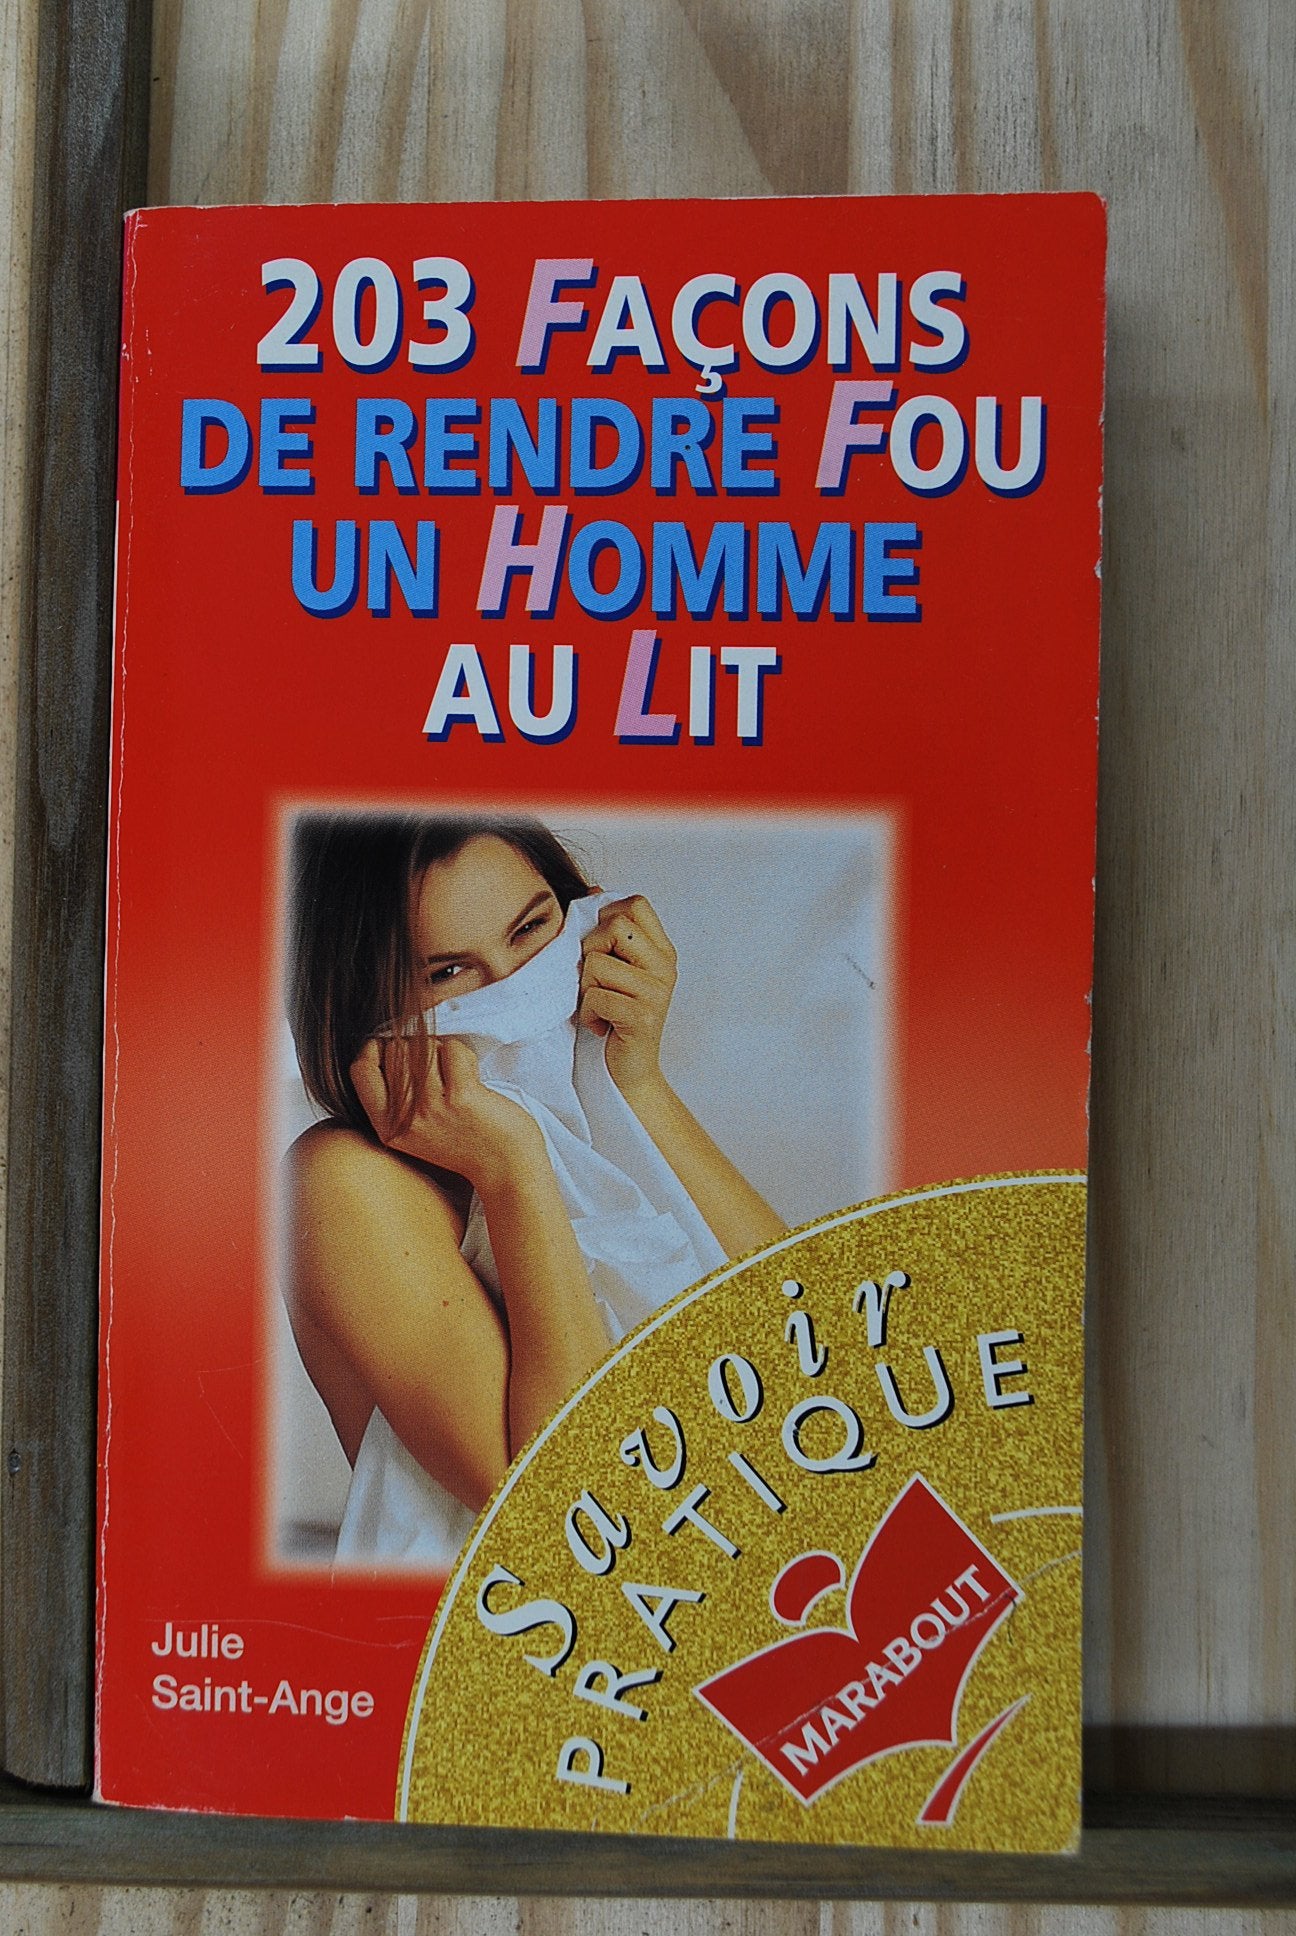 203 FAÇONS
DE RENDRE FOU
UN HOMME
AU LIT
Savoir
PRATIQUE
MARABOUT
Julie
Saint-Ange